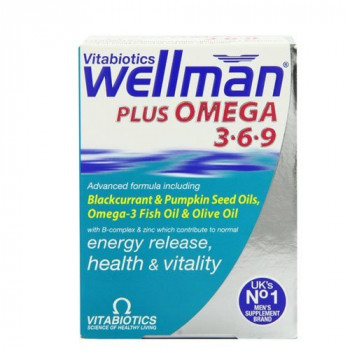 Vitabiotics
wellman®
PLUS OMEGA
3·6·9
Advanced formula including
Blackcurrant & Pumpkin Seed Oils,
Omega-3 Fish Oil & Olive Oil
with B-complex & zinc which contribute to normal
energy release,
health & vitality
UK's
No1
MEN'S
SUPPLEMENT
BRAND
VITABIOTICS
SCIENCE OF HEALTHY LIVING